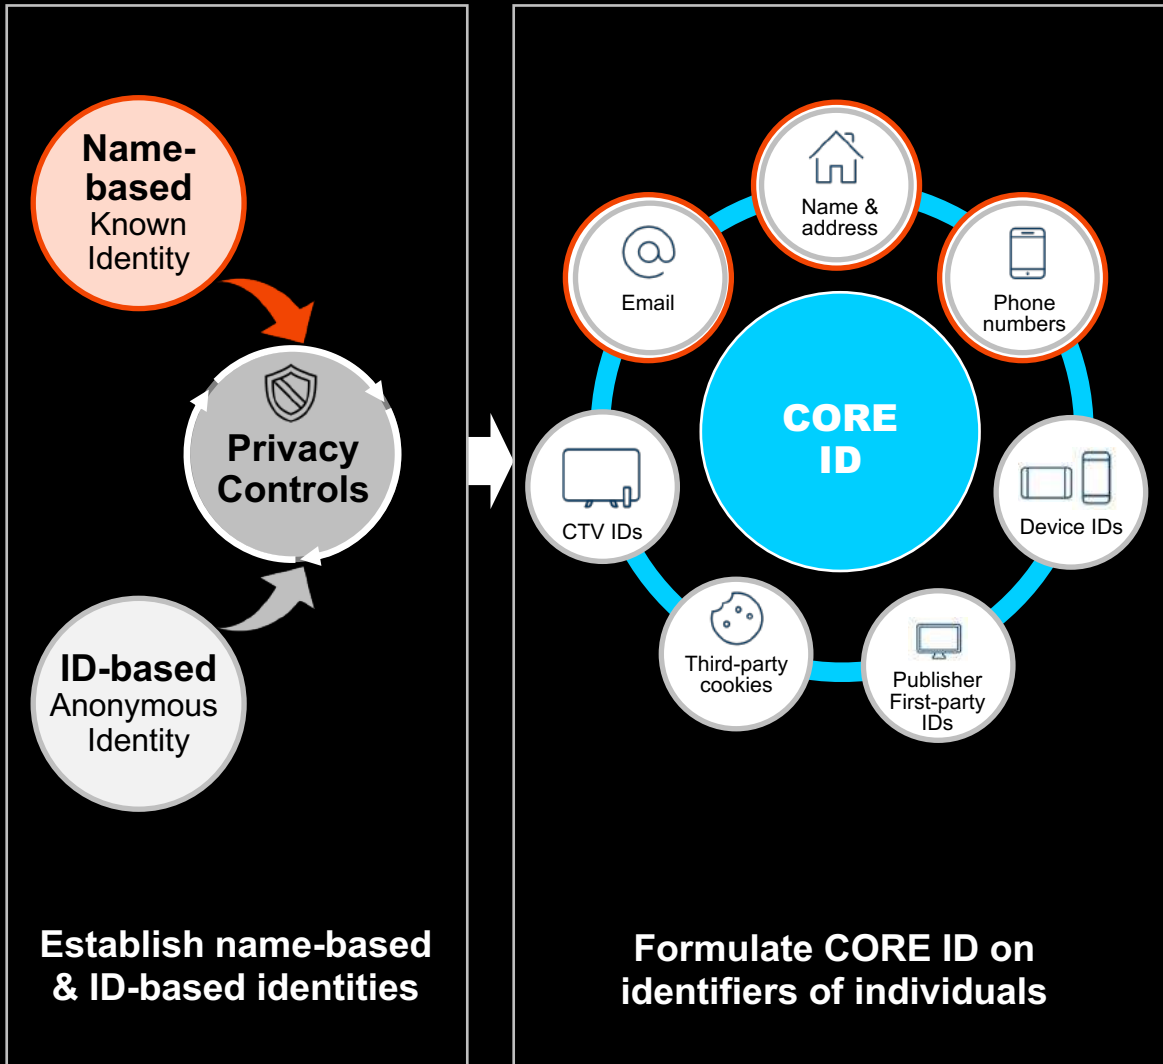 Name-
based
Known
Identity
Privacy
Controls
ID-based
Anonymous
Identity
Establish name-based
& ID-based identities
Name &
address
Email
Phone
numbers
CORE
ID
CTV IDs
Device IDs
Third-party
cookies
Publisher
First-party
IDs
Formulate CORE ID on
identifiers of individuals